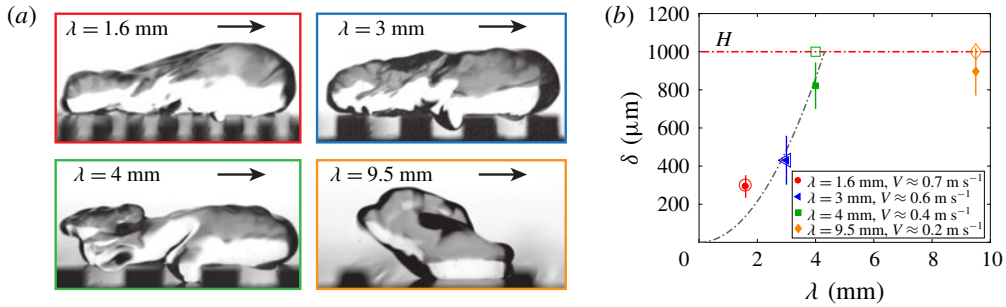 (a)
λ = 1.6 mm
λ = 3 mm
λ = 4 mm
λ = 9.5 mm
(b)
H
1000
800
600
400
200
0
2
4
6
8
10
δ (μm)
λ (mm)
λ = 1.6 mm, V ≈ 0.7 m s⁻¹
λ = 3 mm, V ≈ 0.6 m s⁻¹
λ = 4 mm, V ≈ 0.4 m s⁻¹
λ = 9.5 mm, V ≈ 0.2 m s⁻¹